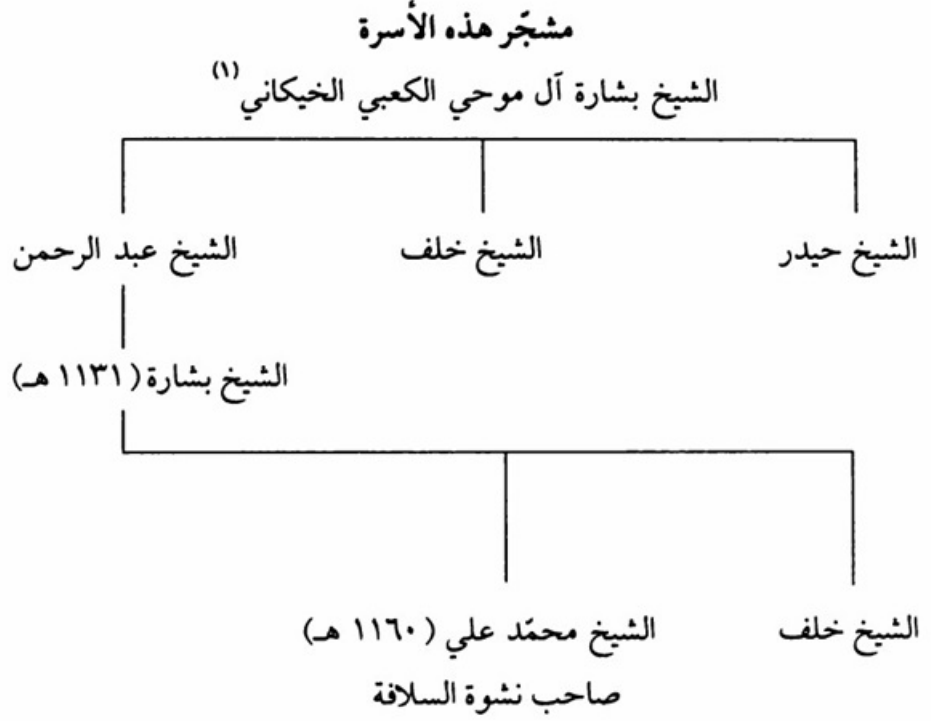 مشجّر هذه الأسرة
الشيخ بشارة آل موحي الكعبي الخيكاني (١)
الشيخ حيدر الشيخ خلف الشيخ عبد الرحمن
الشيخ بشارة (١١٣١ هـ)
الشيخ خلف الشيخ محمّد علي (١١٦٠ هـ)
صاحب نشوة السلافة